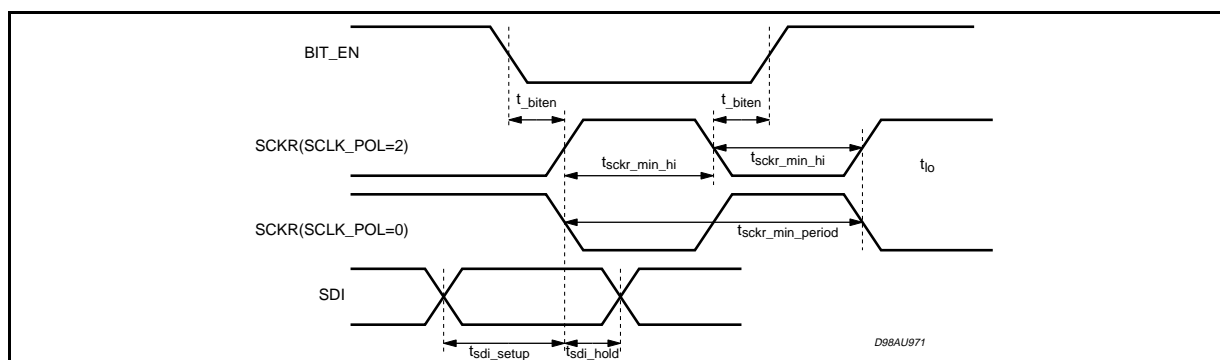 BIT_EN
t_biten t_biten
SCKR(SCLK_POL=2)
tsckr_min_hi
tsckr_min_hi
tlo
SCKR(SCLK_POL=0)
tsckr_min_period
SDI
tsdi_setup tsdi_hold
D98AU971